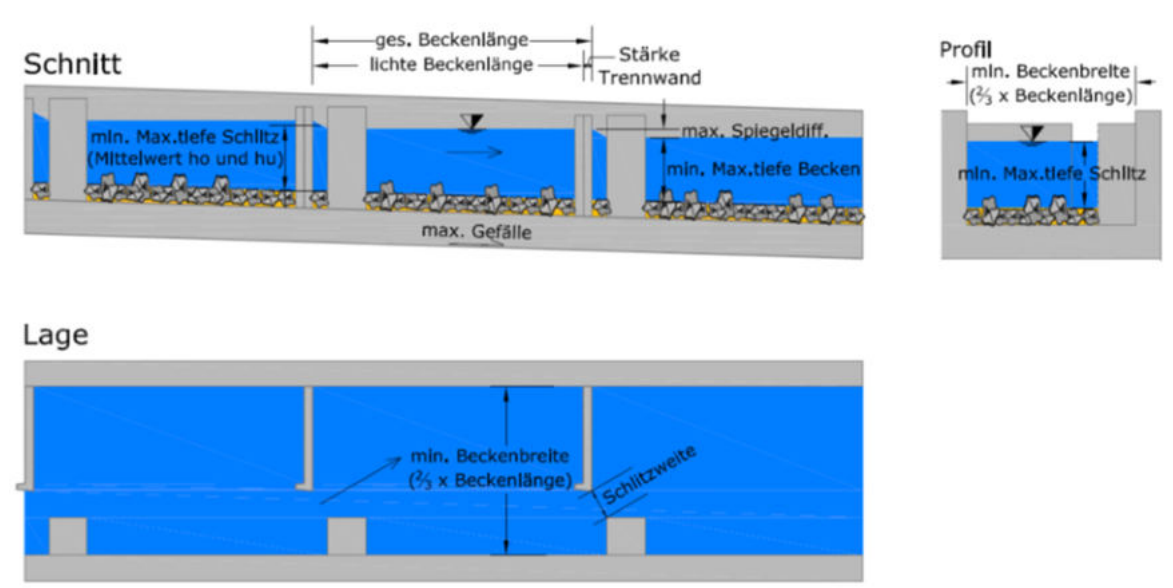 Schnitt
ges. Beckenlänge
lichte Beckenlänge
Stärke
Trennwand
min. Max.tiefe Schlitz
(Mittelwert ho und hu)
max. Spiegeldiff.
min. Max.tiefe Becken
max. Gefälle
Profil
min. Beckenbreite
(⅔ x Beckenlänge)
min. Max.tiefe Schlitz
Lage
min. Beckenbreite
(⅔ x Beckenlänge)
Schlitzweite